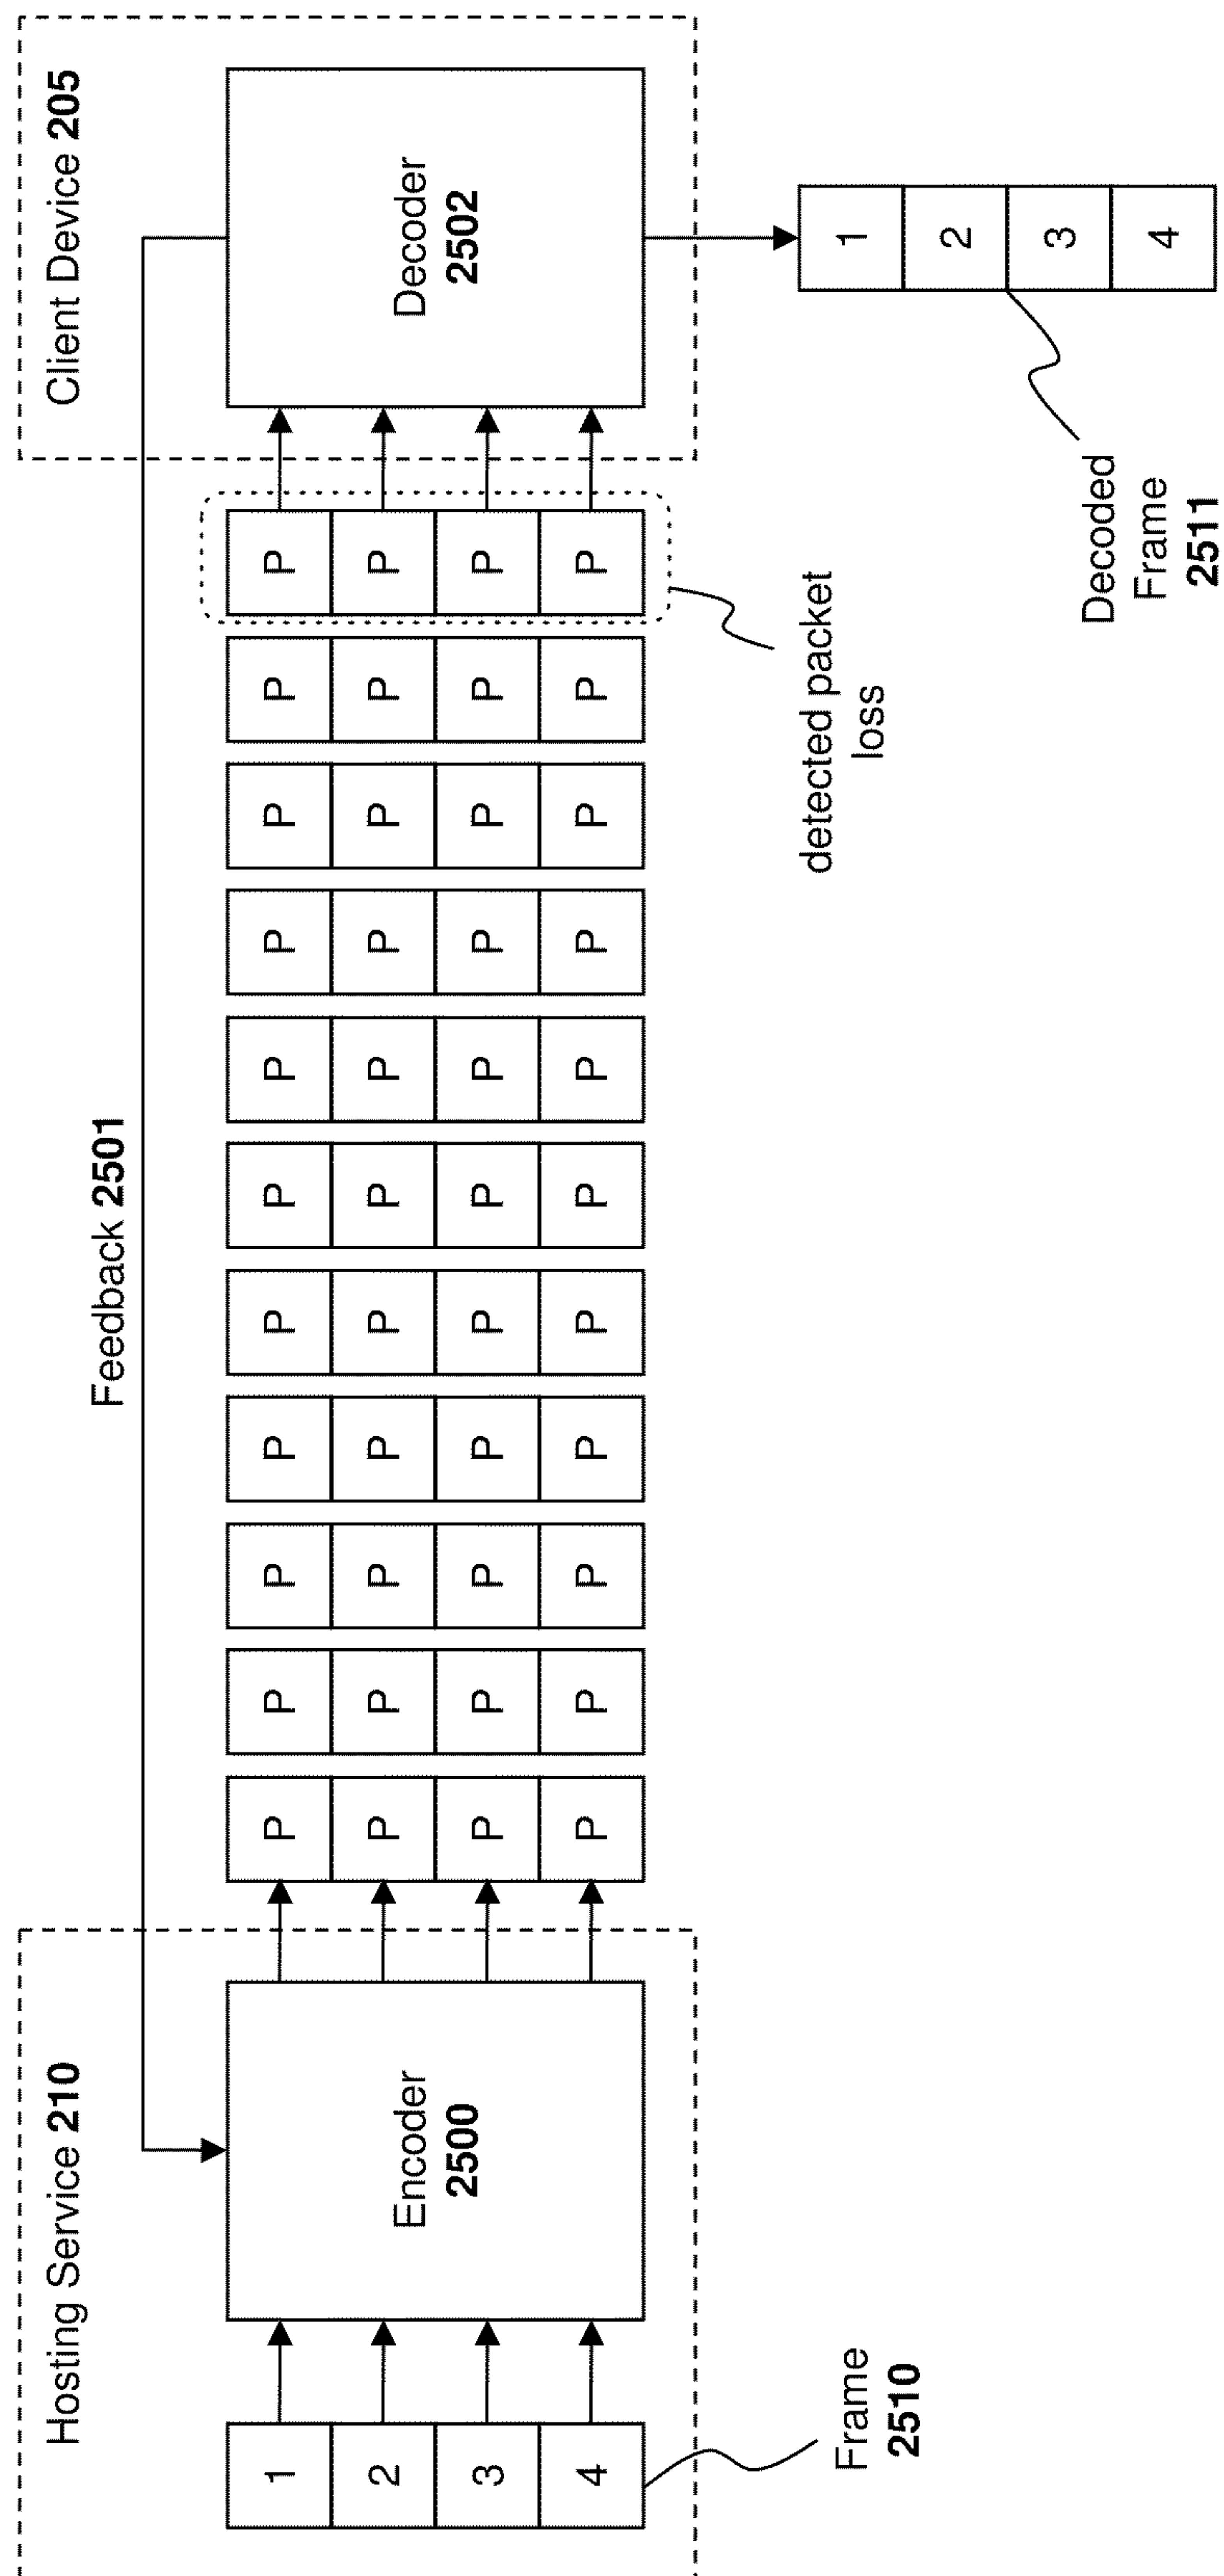 Hosting Service 210
Feedback 2501
Client Device 205
1
2
3
4
Encoder
2500
P P P P P P P P P P P
P P P P P P P P P P P
P P P P P P P P P P P
P P P P P P P P P P P
Decoder
2502
Frame
2510
detected packet
loss
1
2
3
4
Decoded
Frame
2511